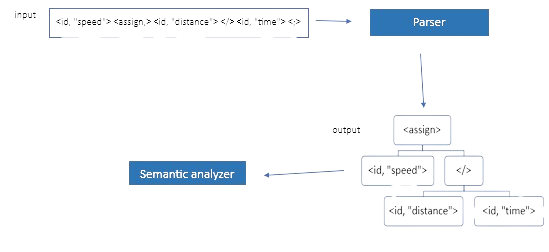 input
<id, "speed"> <assign,> <id, "distance"> </> <id, "time"> <;>
Parser
output
<assign>
<id, "speed">
</>
Semantic analyzer
<id, "distance">
<id, "time">